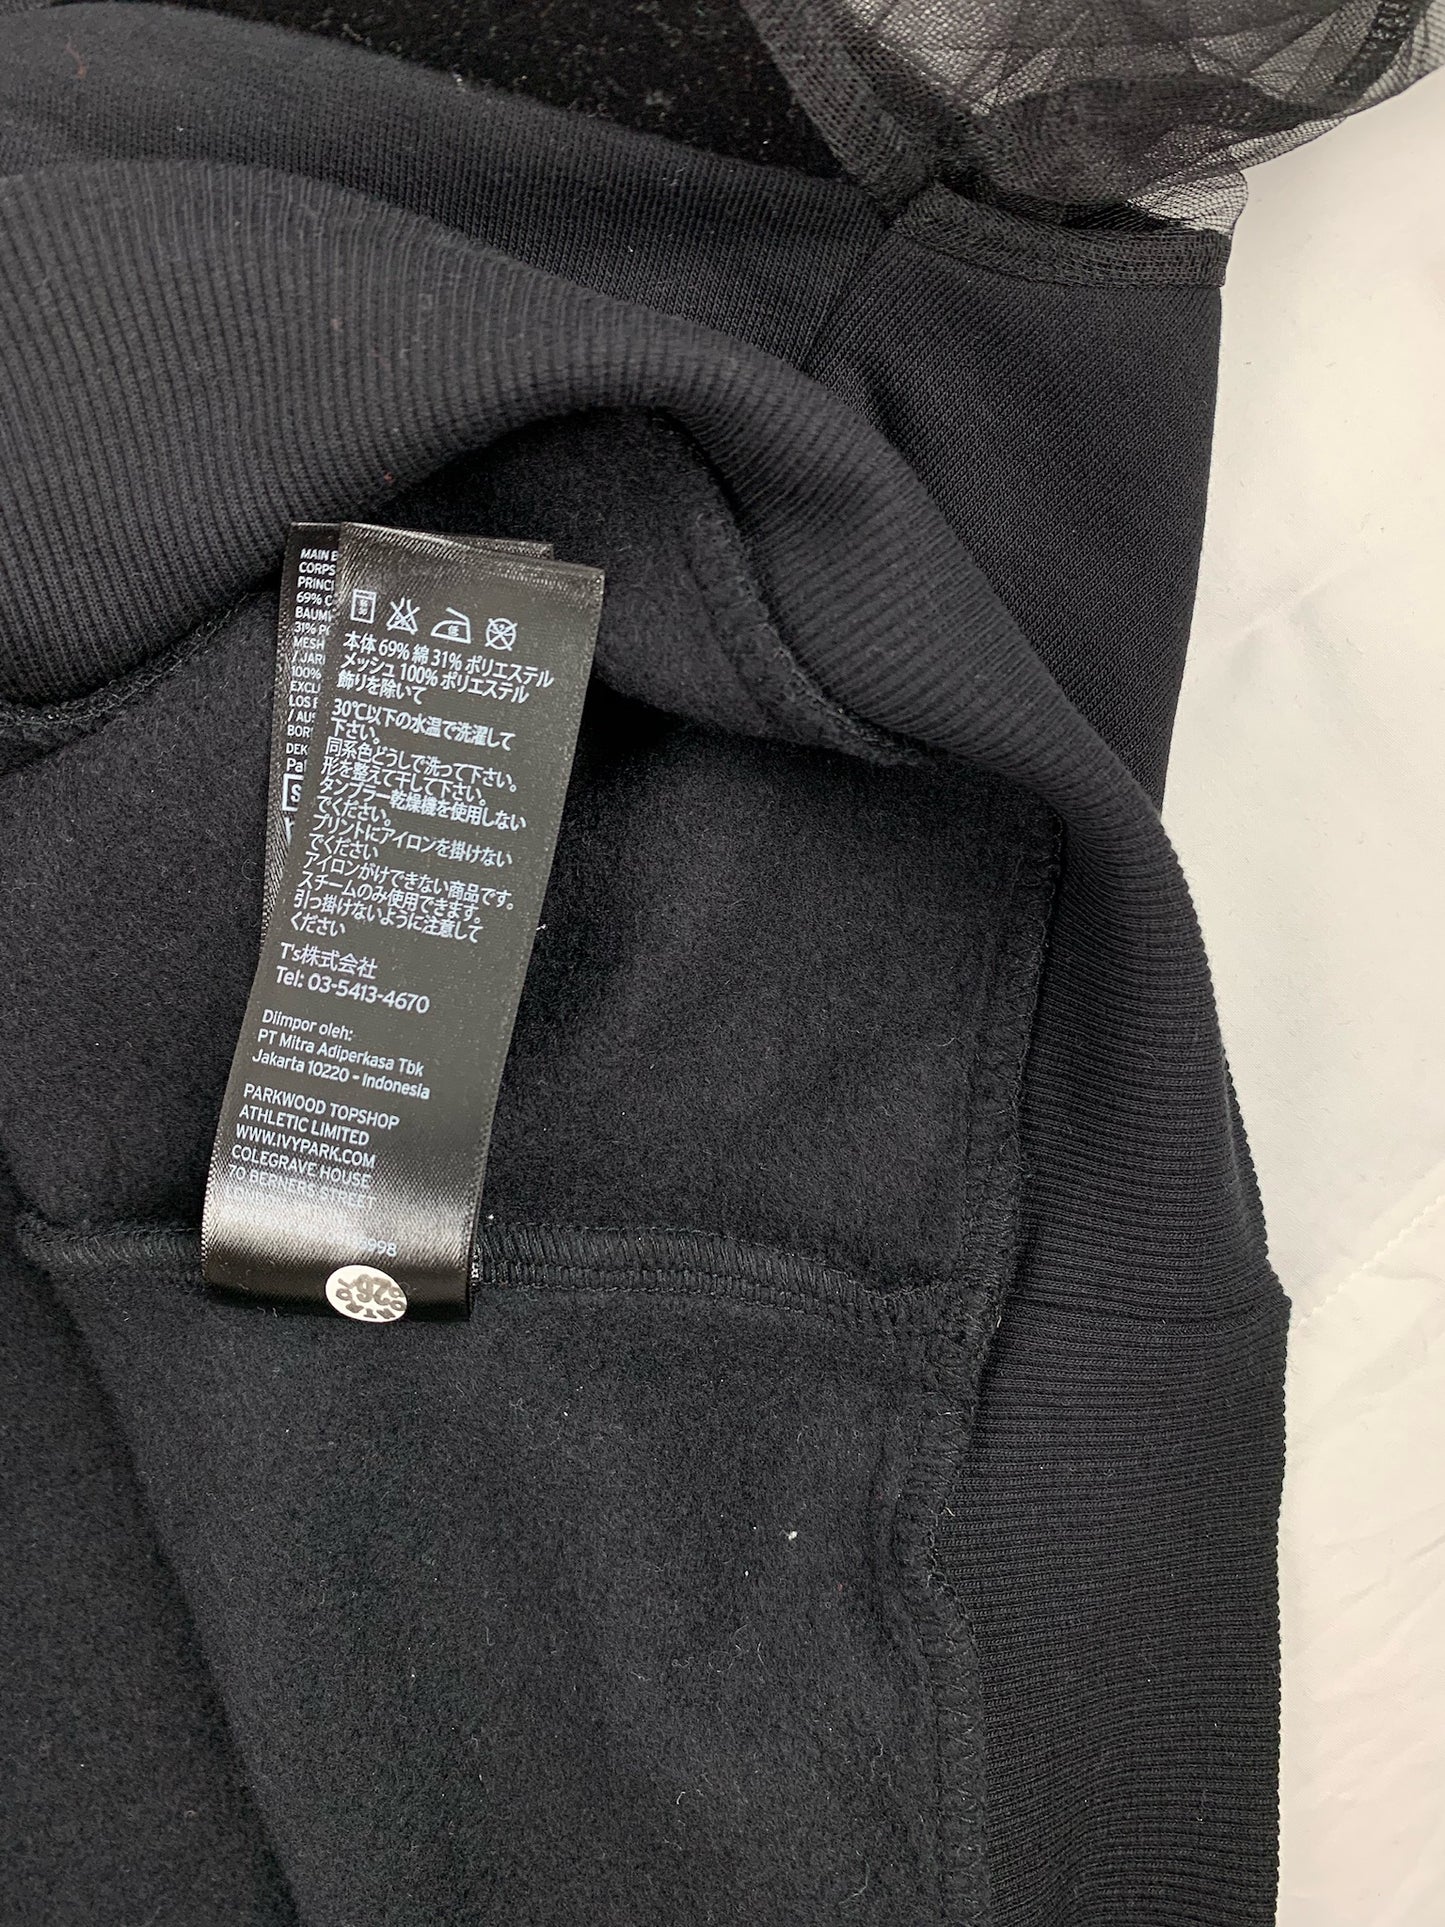 MAIN
CORPS
PRINCI
69% C
BAUM
31% P
MESH
/ JAR
100%
EXCL
LOS
/ AUS
BOR
DEK
Pal
S
本体 69% 綿 31% ポリエステル
メッシュ 100% ポリエステル
飾りを除いて
30℃以下の水温で洗濯して
下さい。
同系色どうしで洗って下さい。
形を整えて干して下さい。
タンブラー乾燥機を使用しない
でください。
プリントにアイロンを掛けない
でください
アイロンがけできない商品です。
スチームのみ使用できます。
引っ掛けないように注意して
ください
T's株式会社
Tel: 03-5413-4670
Diimpor oleh:
PT Mitra Adiperkasa Tbk
Jakarta 10220 - Indonesia
PARKWOOD TOPSHOP
ATHLETIC LIMITED
WWW.IVYPARK.COM
COLEGRAVE HOUSE
70 BERNERS STREET
6998